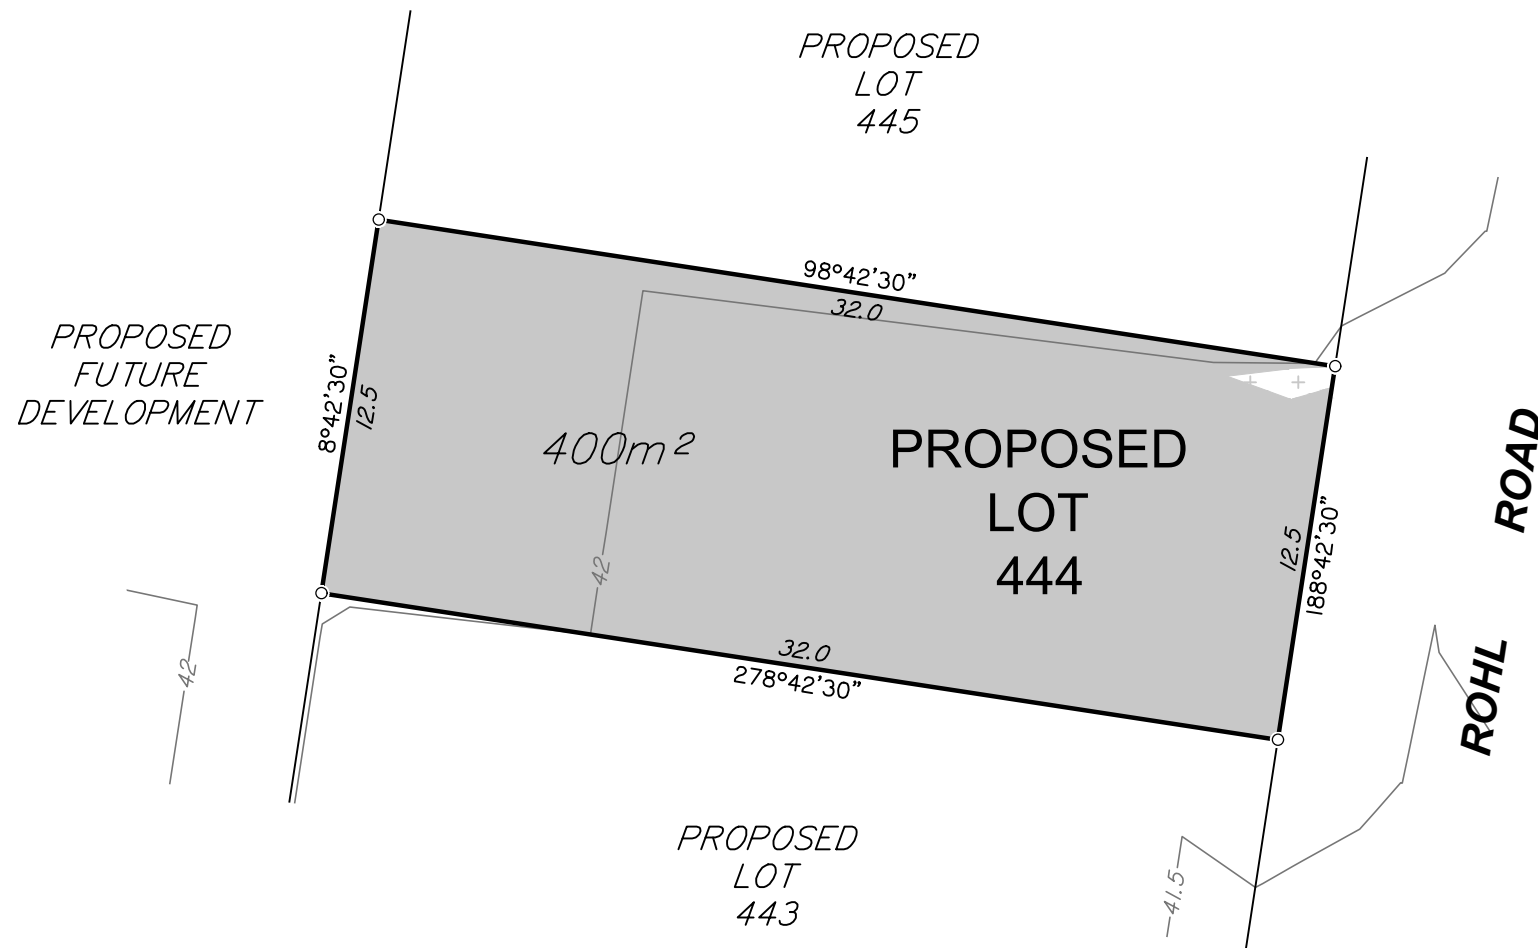 PROPOSED
LOT
445
98°42'30”
32.0
PROPOSED
FUTURE
DEVELOPMENT
8°42'30”
12.5
400m²
PROPOSED
LOT
444
12.5
188°42'30”
ROHL ROAD
42
42
32.0
278°42'30”
PROPOSED
LOT
443
41.5